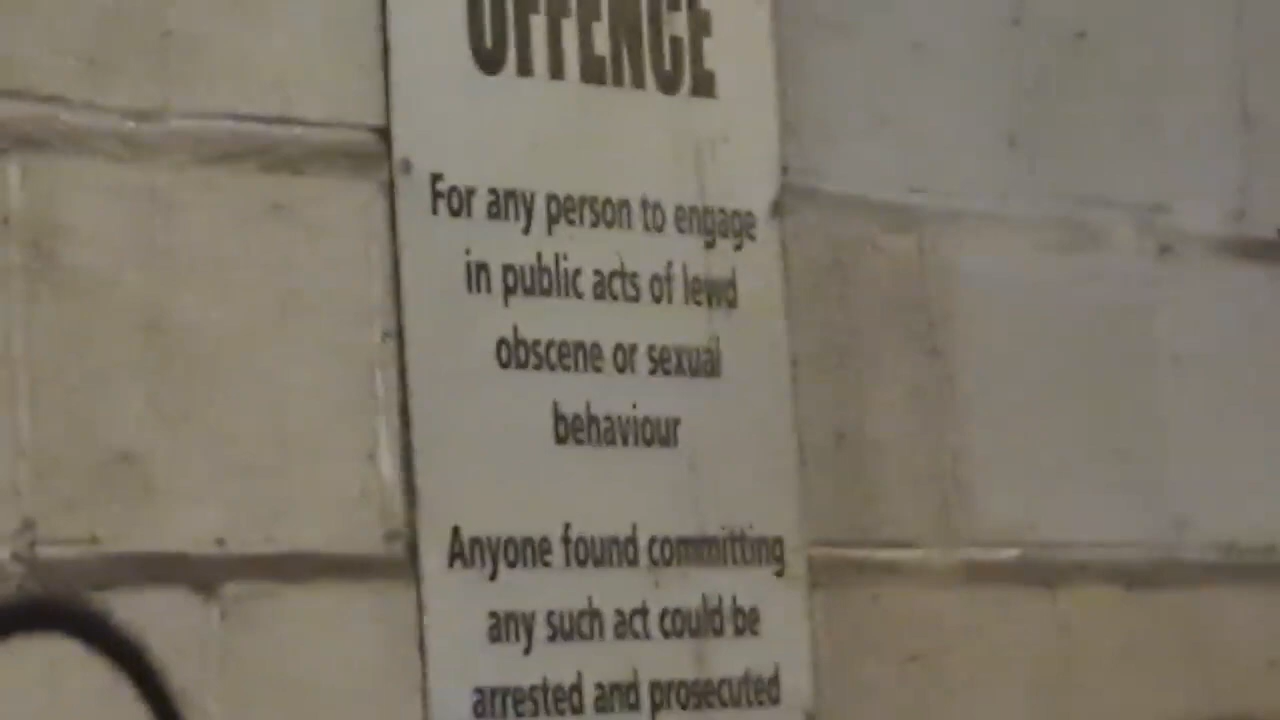 OFFENCE
For any person to engage
in public acts of lewd
obscene or sexual
behaviour
Anyone found committing
any such act could be
arrested and prosecuted